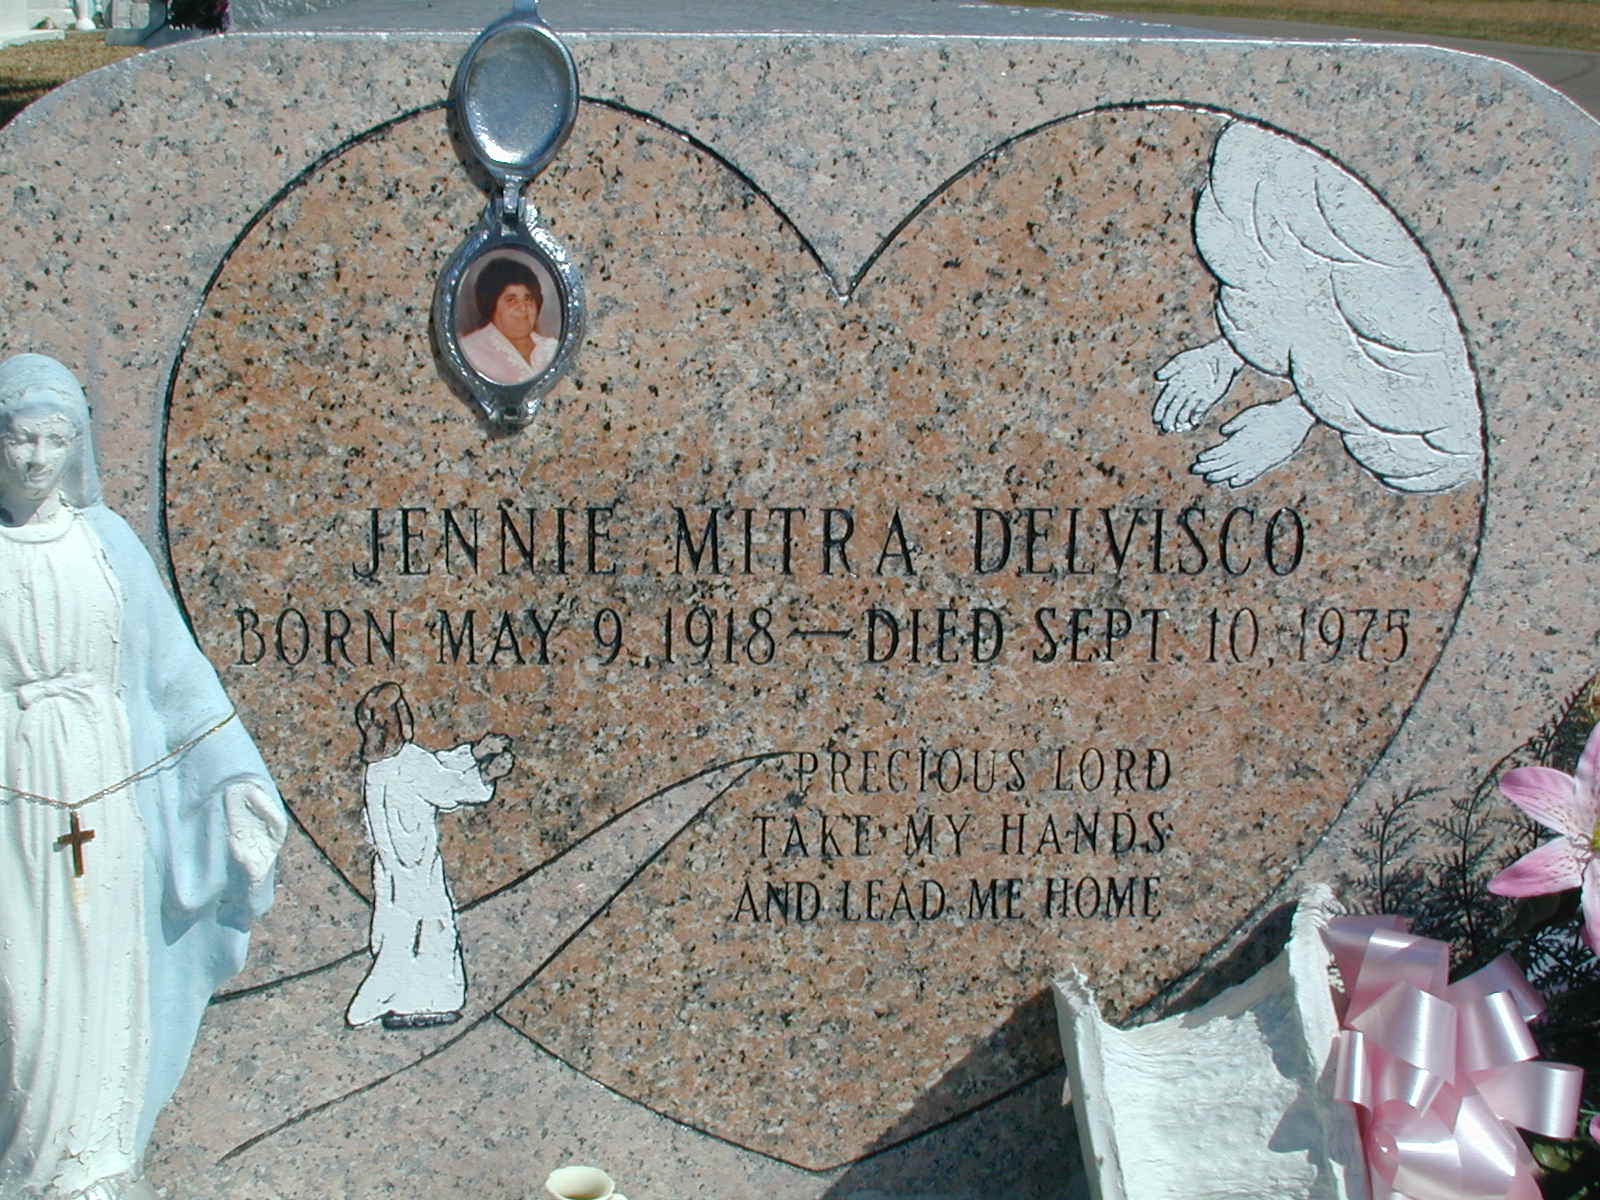 JENNIE MITRA DELVISCO
BORN MAY 9, 1918 — DIED SEPT. 10, 1975
PRECIOUS LORD
TAKE MY HANDS
AND LEAD ME HOME